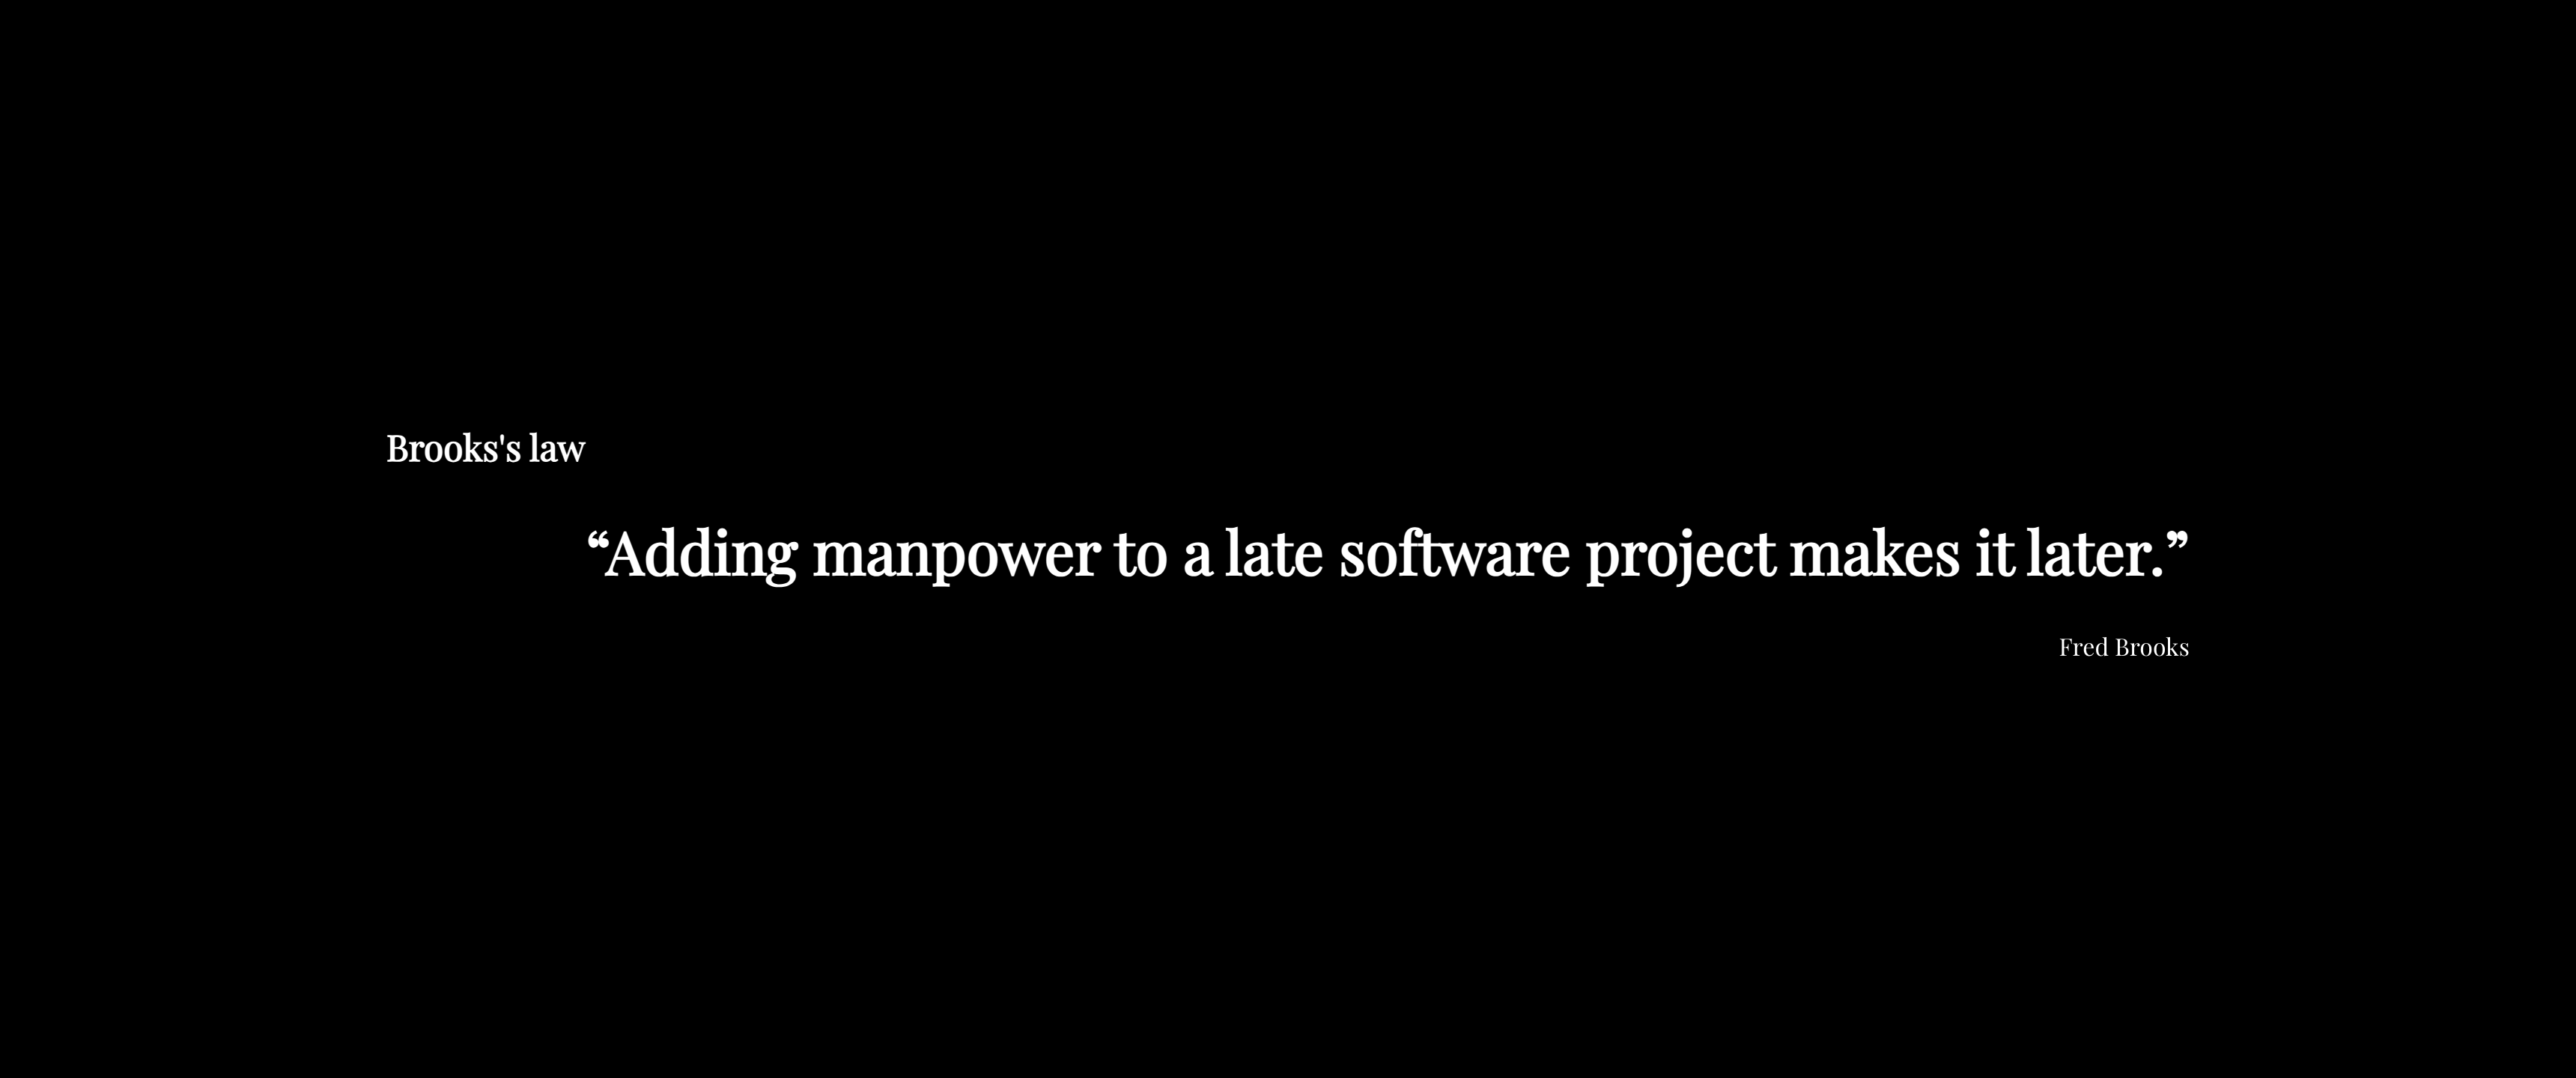 Brooks's law
“Adding manpower to a late software project makes it later.”
Fred Brooks